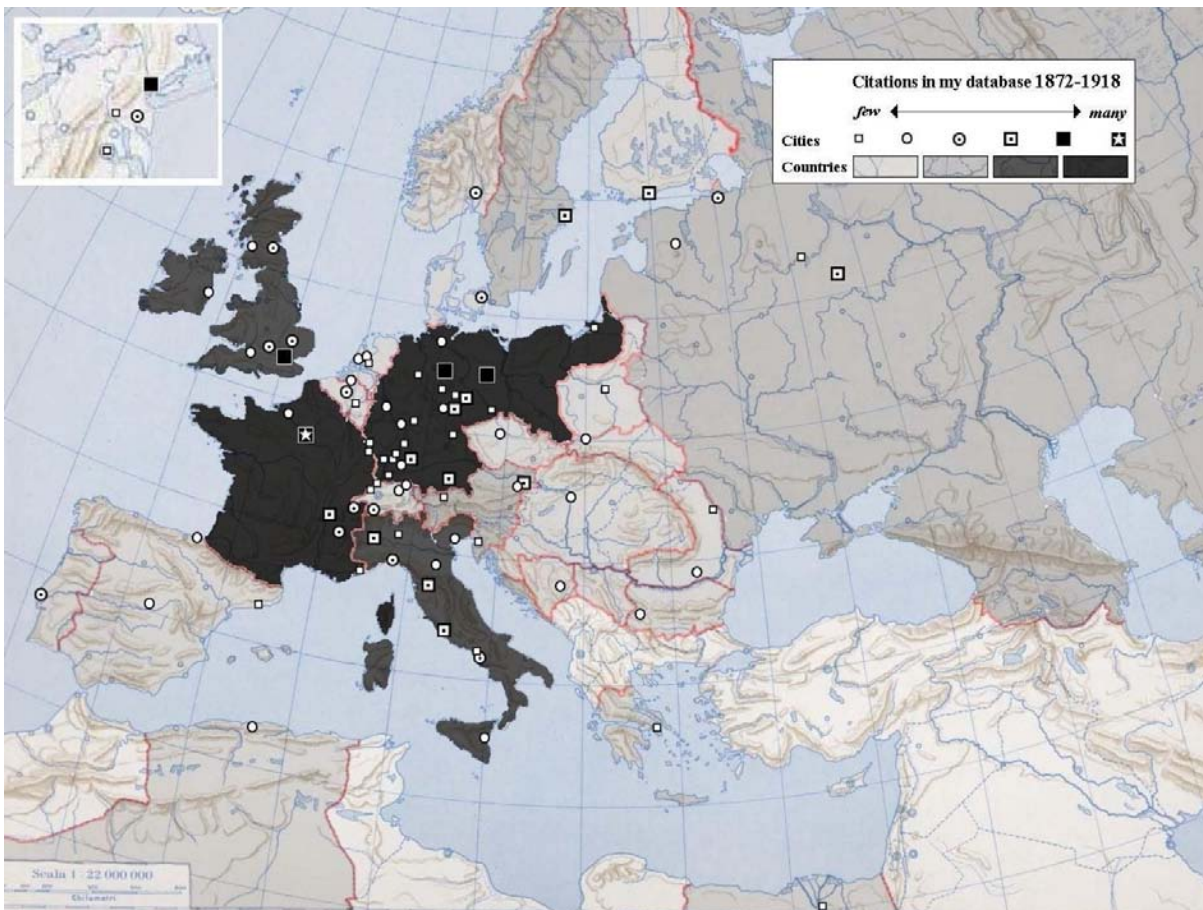 Citations in my database 1872-1918
few many
Cities
Countries
Scala 1 : 22 000 000
Chilometri